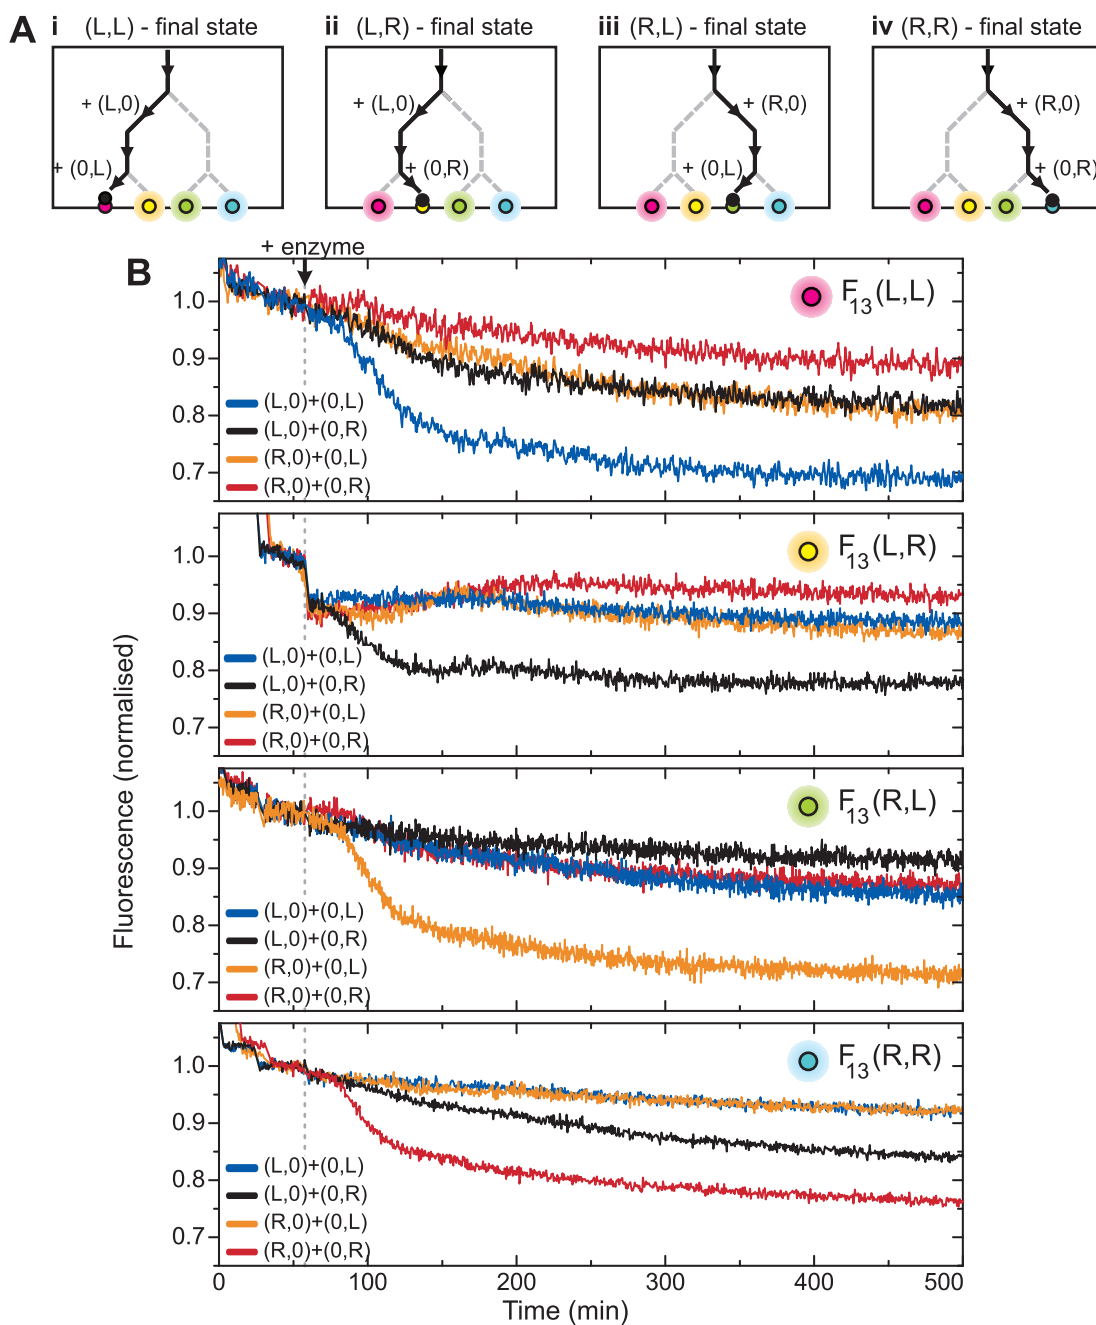 A
i (L,L) - final state
ii (L,R) - final state
iii (R,L) - final state
iv (R,R) - final state
+ (L,0)
+ (0,L)
+ (L,0)
+ (0,R)
+ (R,0)
+ (0,L)
+ (R,0)
+ (0,R)
B
+ enzyme
F13(L,L)
1.0
0.9
0.8
0.7
(L,0)+(0,L)
(L,0)+(0,R)
(R,0)+(0,L)
(R,0)+(0,R)
F13(L,R)
1.0
0.9
0.8
0.7
(L,0)+(0,L)
(L,0)+(0,R)
(R,0)+(0,L)
(R,0)+(0,R)
F13(R,L)
1.0
0.9
0.8
0.7
(L,0)+(0,L)
(L,0)+(0,R)
(R,0)+(0,L)
(R,0)+(0,R)
F13(R,R)
1.0
0.9
0.8
0.7
(L,0)+(0,L)
(L,0)+(0,R)
(R,0)+(0,L)
(R,0)+(0,R)
Fluorescence (normalised)
0 100 200 300 400 500
Time (min)